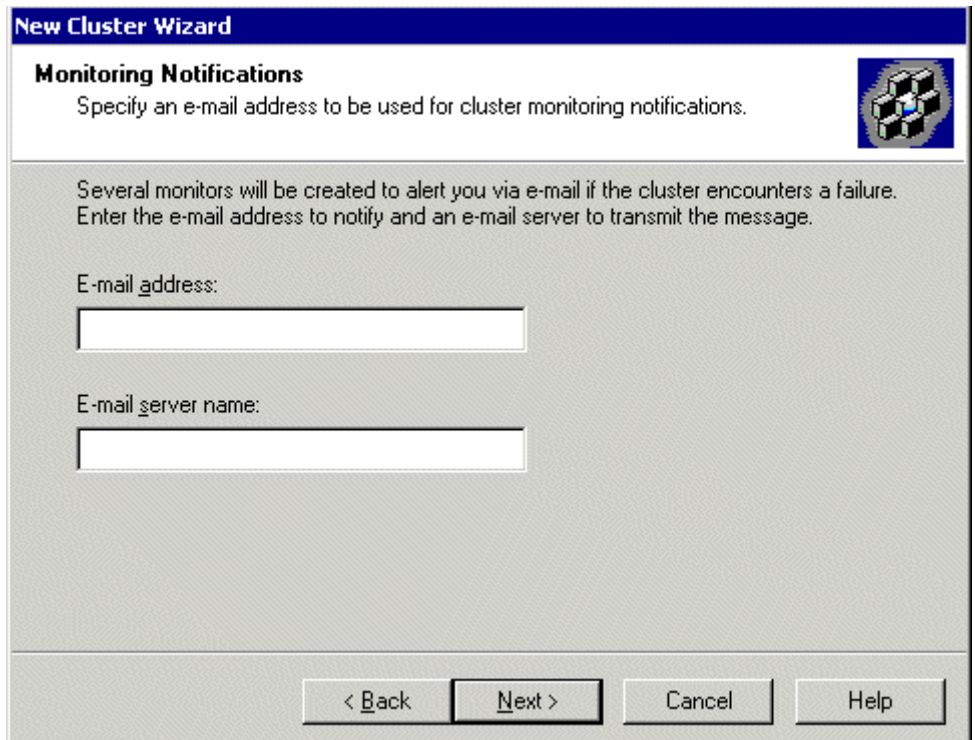 New Cluster Wizard
Monitoring Notifications
Specify an e-mail address to be used for cluster monitoring notifications.
Several monitors will be created to alert you via e-mail if the cluster encounters a failure.
Enter the e-mail address to notify and an e-mail server to transmit the message.
E-mail address:
E-mail server name:
< Back Next > Cancel Help